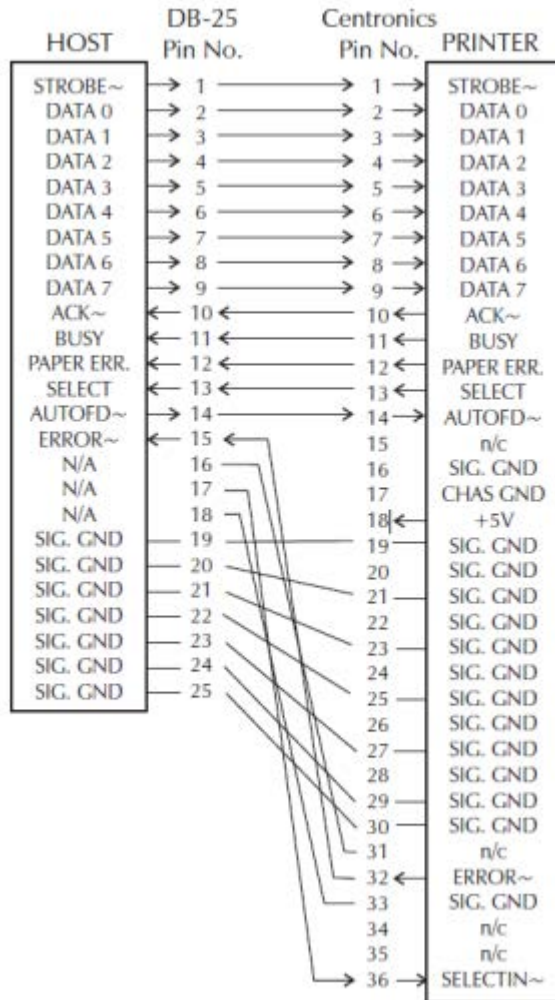 DB-25 Centronics
HOST Pin No. Pin No. PRINTER
STROBE~ 1 1 STROBE~
DATA 0 2 2 DATA 0
DATA 1 3 3 DATA 1
DATA 2 4 4 DATA 2
DATA 3 5 5 DATA 3
DATA 4 6 6 DATA 4
DATA 5 7 7 DATA 5
DATA 6 8 8 DATA 6
DATA 7 9 9 DATA 7
ACK~ 10 10 ACK~
BUSY 11 11 BUSY
PAPER ERR. 12 12 PAPER ERR.
SELECT 13 13 SELECT
AUTOFD~ 14 14 AUTOFD~
ERROR~ 15 15 n/c
N/A 16 16 SIG. GND
N/A 17 17 CHAS GND
N/A 18 18 +5V
SIG. GND 19 19 SIG. GND
SIG. GND 20 20 SIG. GND
SIG. GND 21 21 SIG. GND
SIG. GND 22 22 SIG. GND
SIG. GND 23 23 SIG. GND
SIG. GND 24 24 SIG. GND
SIG. GND 25 25 SIG. GND
26 SIG. GND
27 SIG. GND
28 SIG. GND
29 SIG. GND
30 SIG. GND
31 n/c
32 ERROR~
33 SIG. GND
34 n/c
35 n/c
36 SELECTIN~